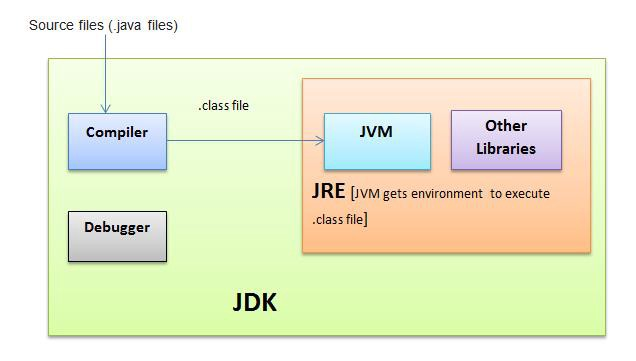 Source files (.java files)
.class file
Compiler
JVM
Other
Libraries
JRE [JVM gets environment to execute
.class file]
Debugger
JDK